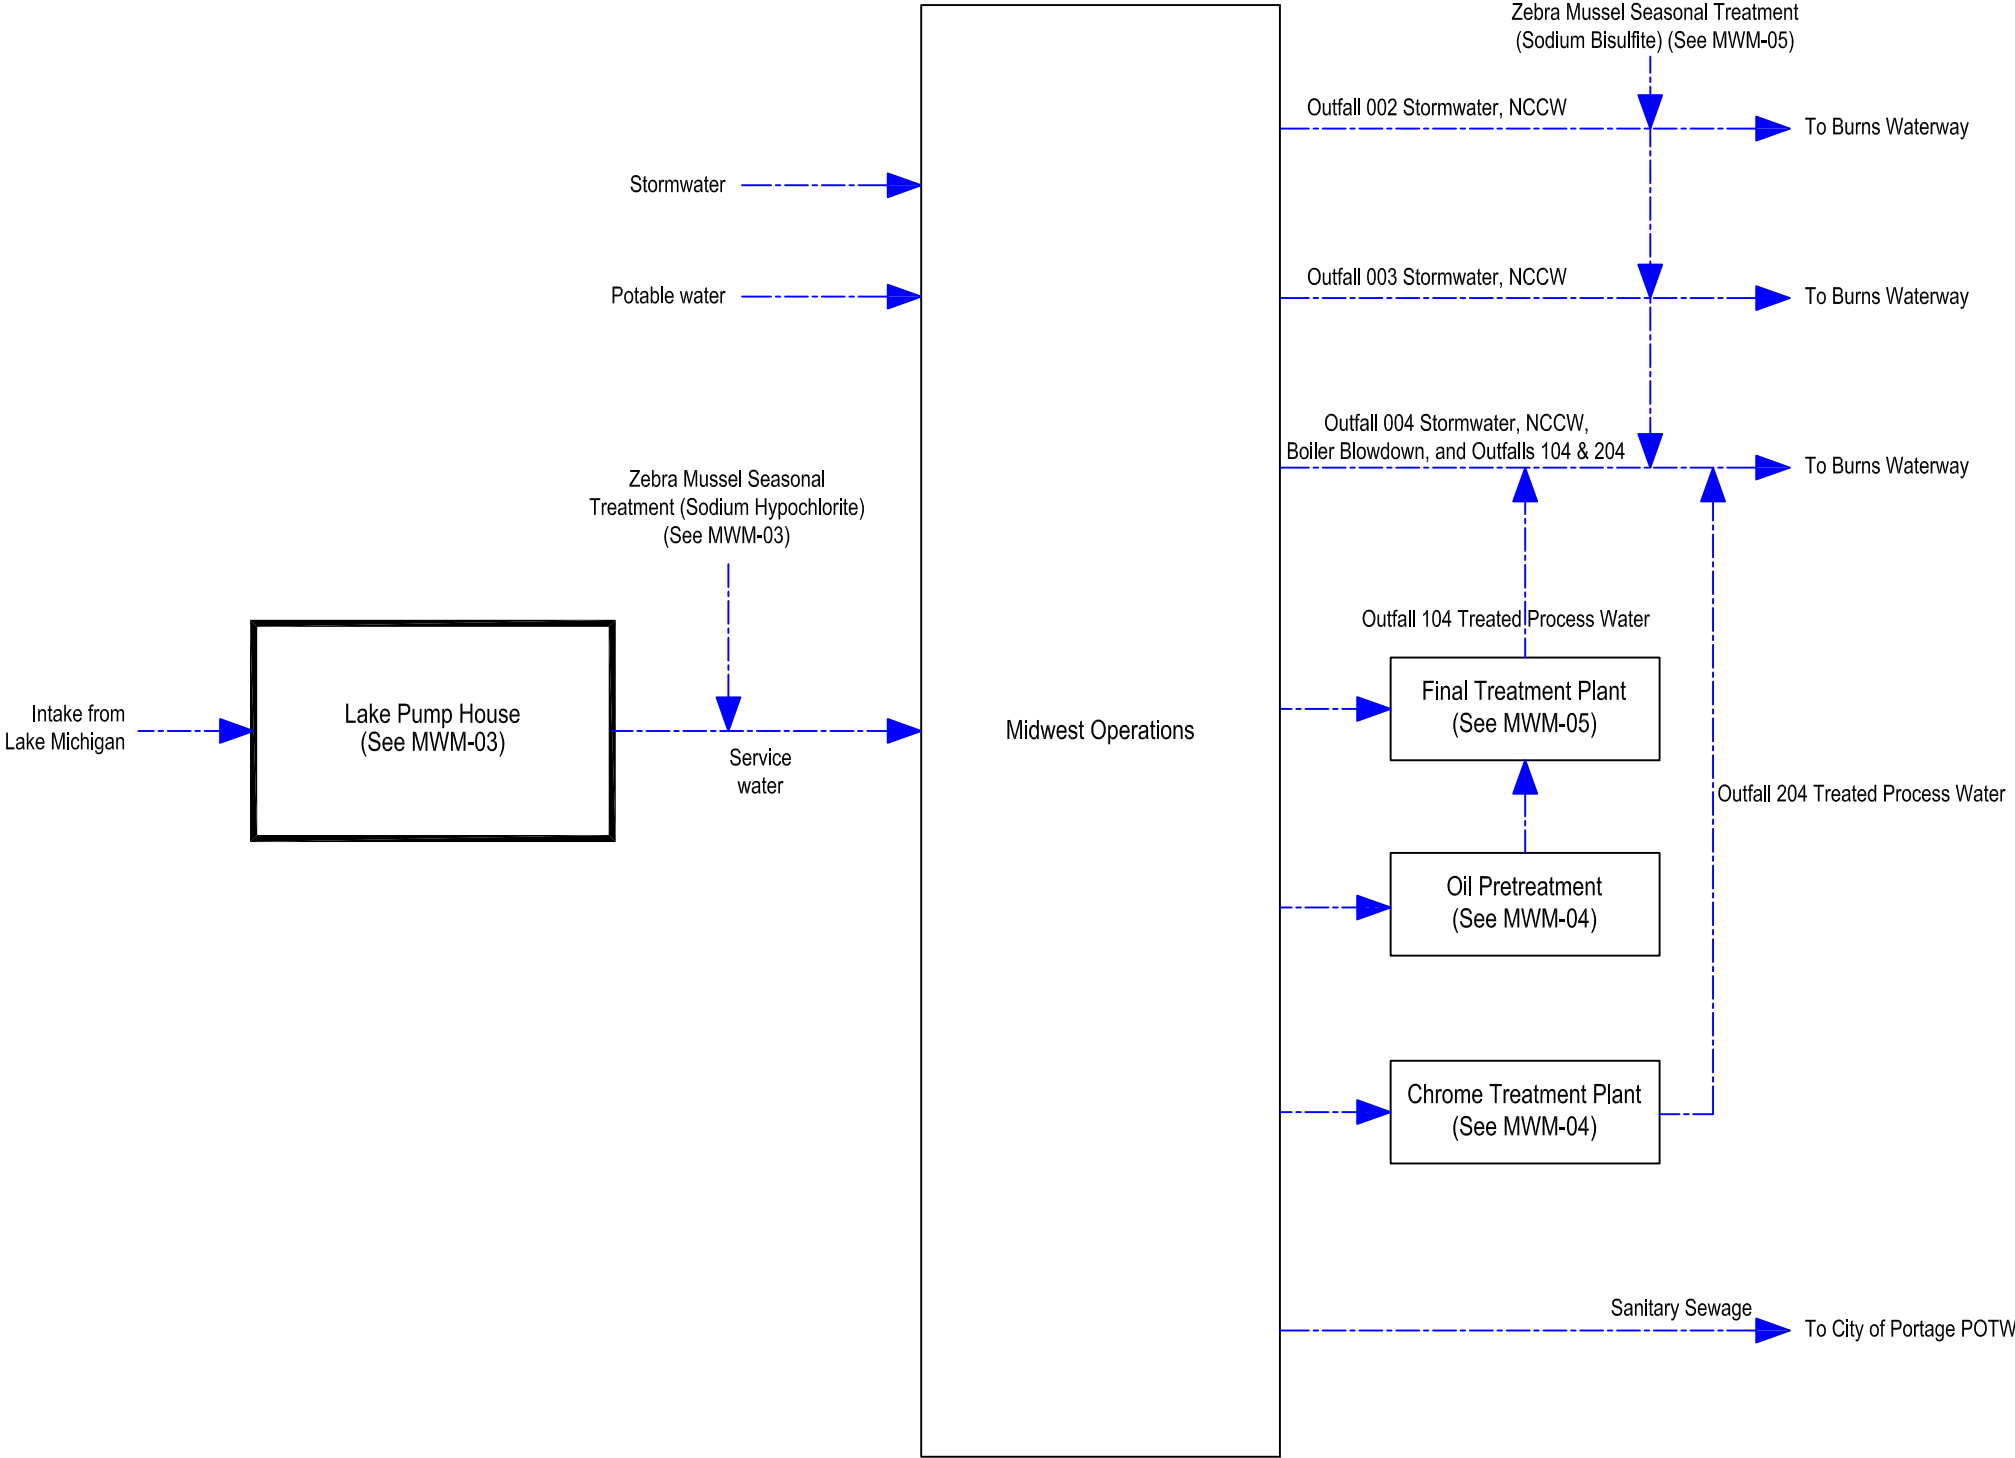 Zebra Mussel Seasonal Treatment
(Sodium Bisulfite) (See MWM-05)
Outfall 002 Stormwater, NCCW
To Burns Waterway
Stormwater
Outfall 003 Stormwater, NCCW
Potable water
To Burns Waterway
Outfall 004 Stormwater, NCCW,
Boiler Blowdown, and Outfalls 104 & 204
To Burns Waterway
Zebra Mussel Seasonal
Treatment (Sodium Hypochlorite)
(See MWM-03)
Outfall 104 Treated Process Water
Intake from
Lake Michigan
Lake Pump House
(See MWM-03)
Service
water
Midwest Operations
Final Treatment Plant
(See MWM-05)
Outfall 204 Treated Process Water
Oil Pretreatment
(See MWM-04)
Chrome Treatment Plant
(See MWM-04)
Sanitary Sewage
To City of Portage POTW